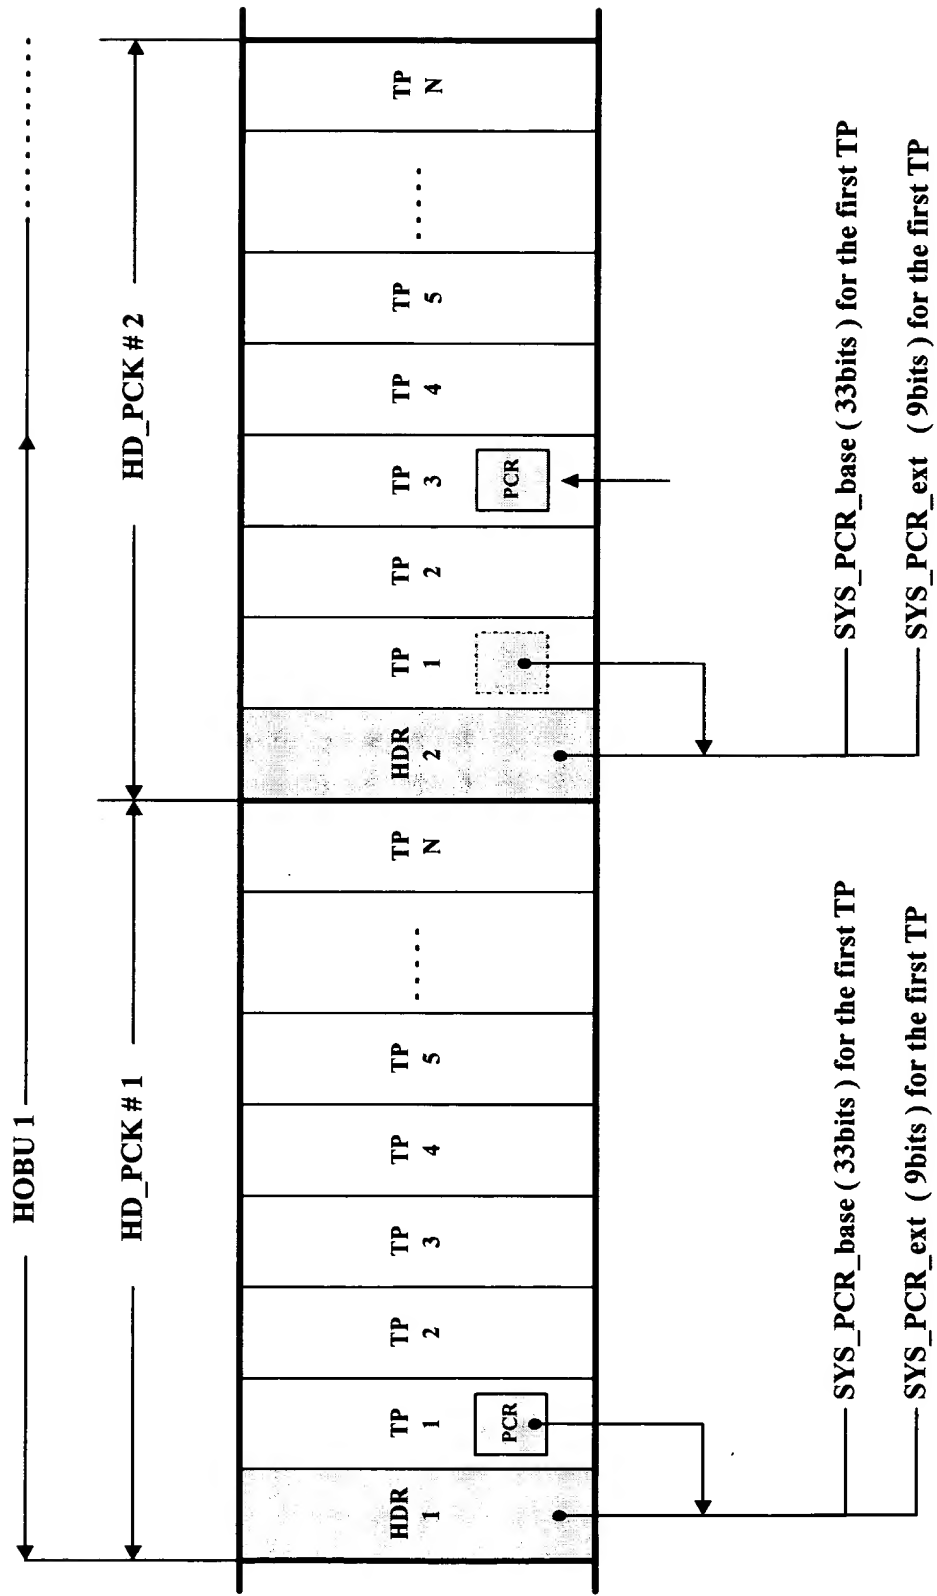 HOBU 1
HD_PCK # 1
HD_PCK # 2
HDR 1
TP 1
PCR
TP 2
TP 3
TP 4
TP 5
......
TP N
HDR 2
TP 1
TP 2
TP 3
PCR
TP 4
TP 5
......
TP N
SYS_PCR_base ( 33bits ) for the first TP
SYS_PCR_ext ( 9bits ) for the first TP
SYS_PCR_base ( 33bits ) for the first TP
SYS_PCR_ext ( 9bits ) for the first TP